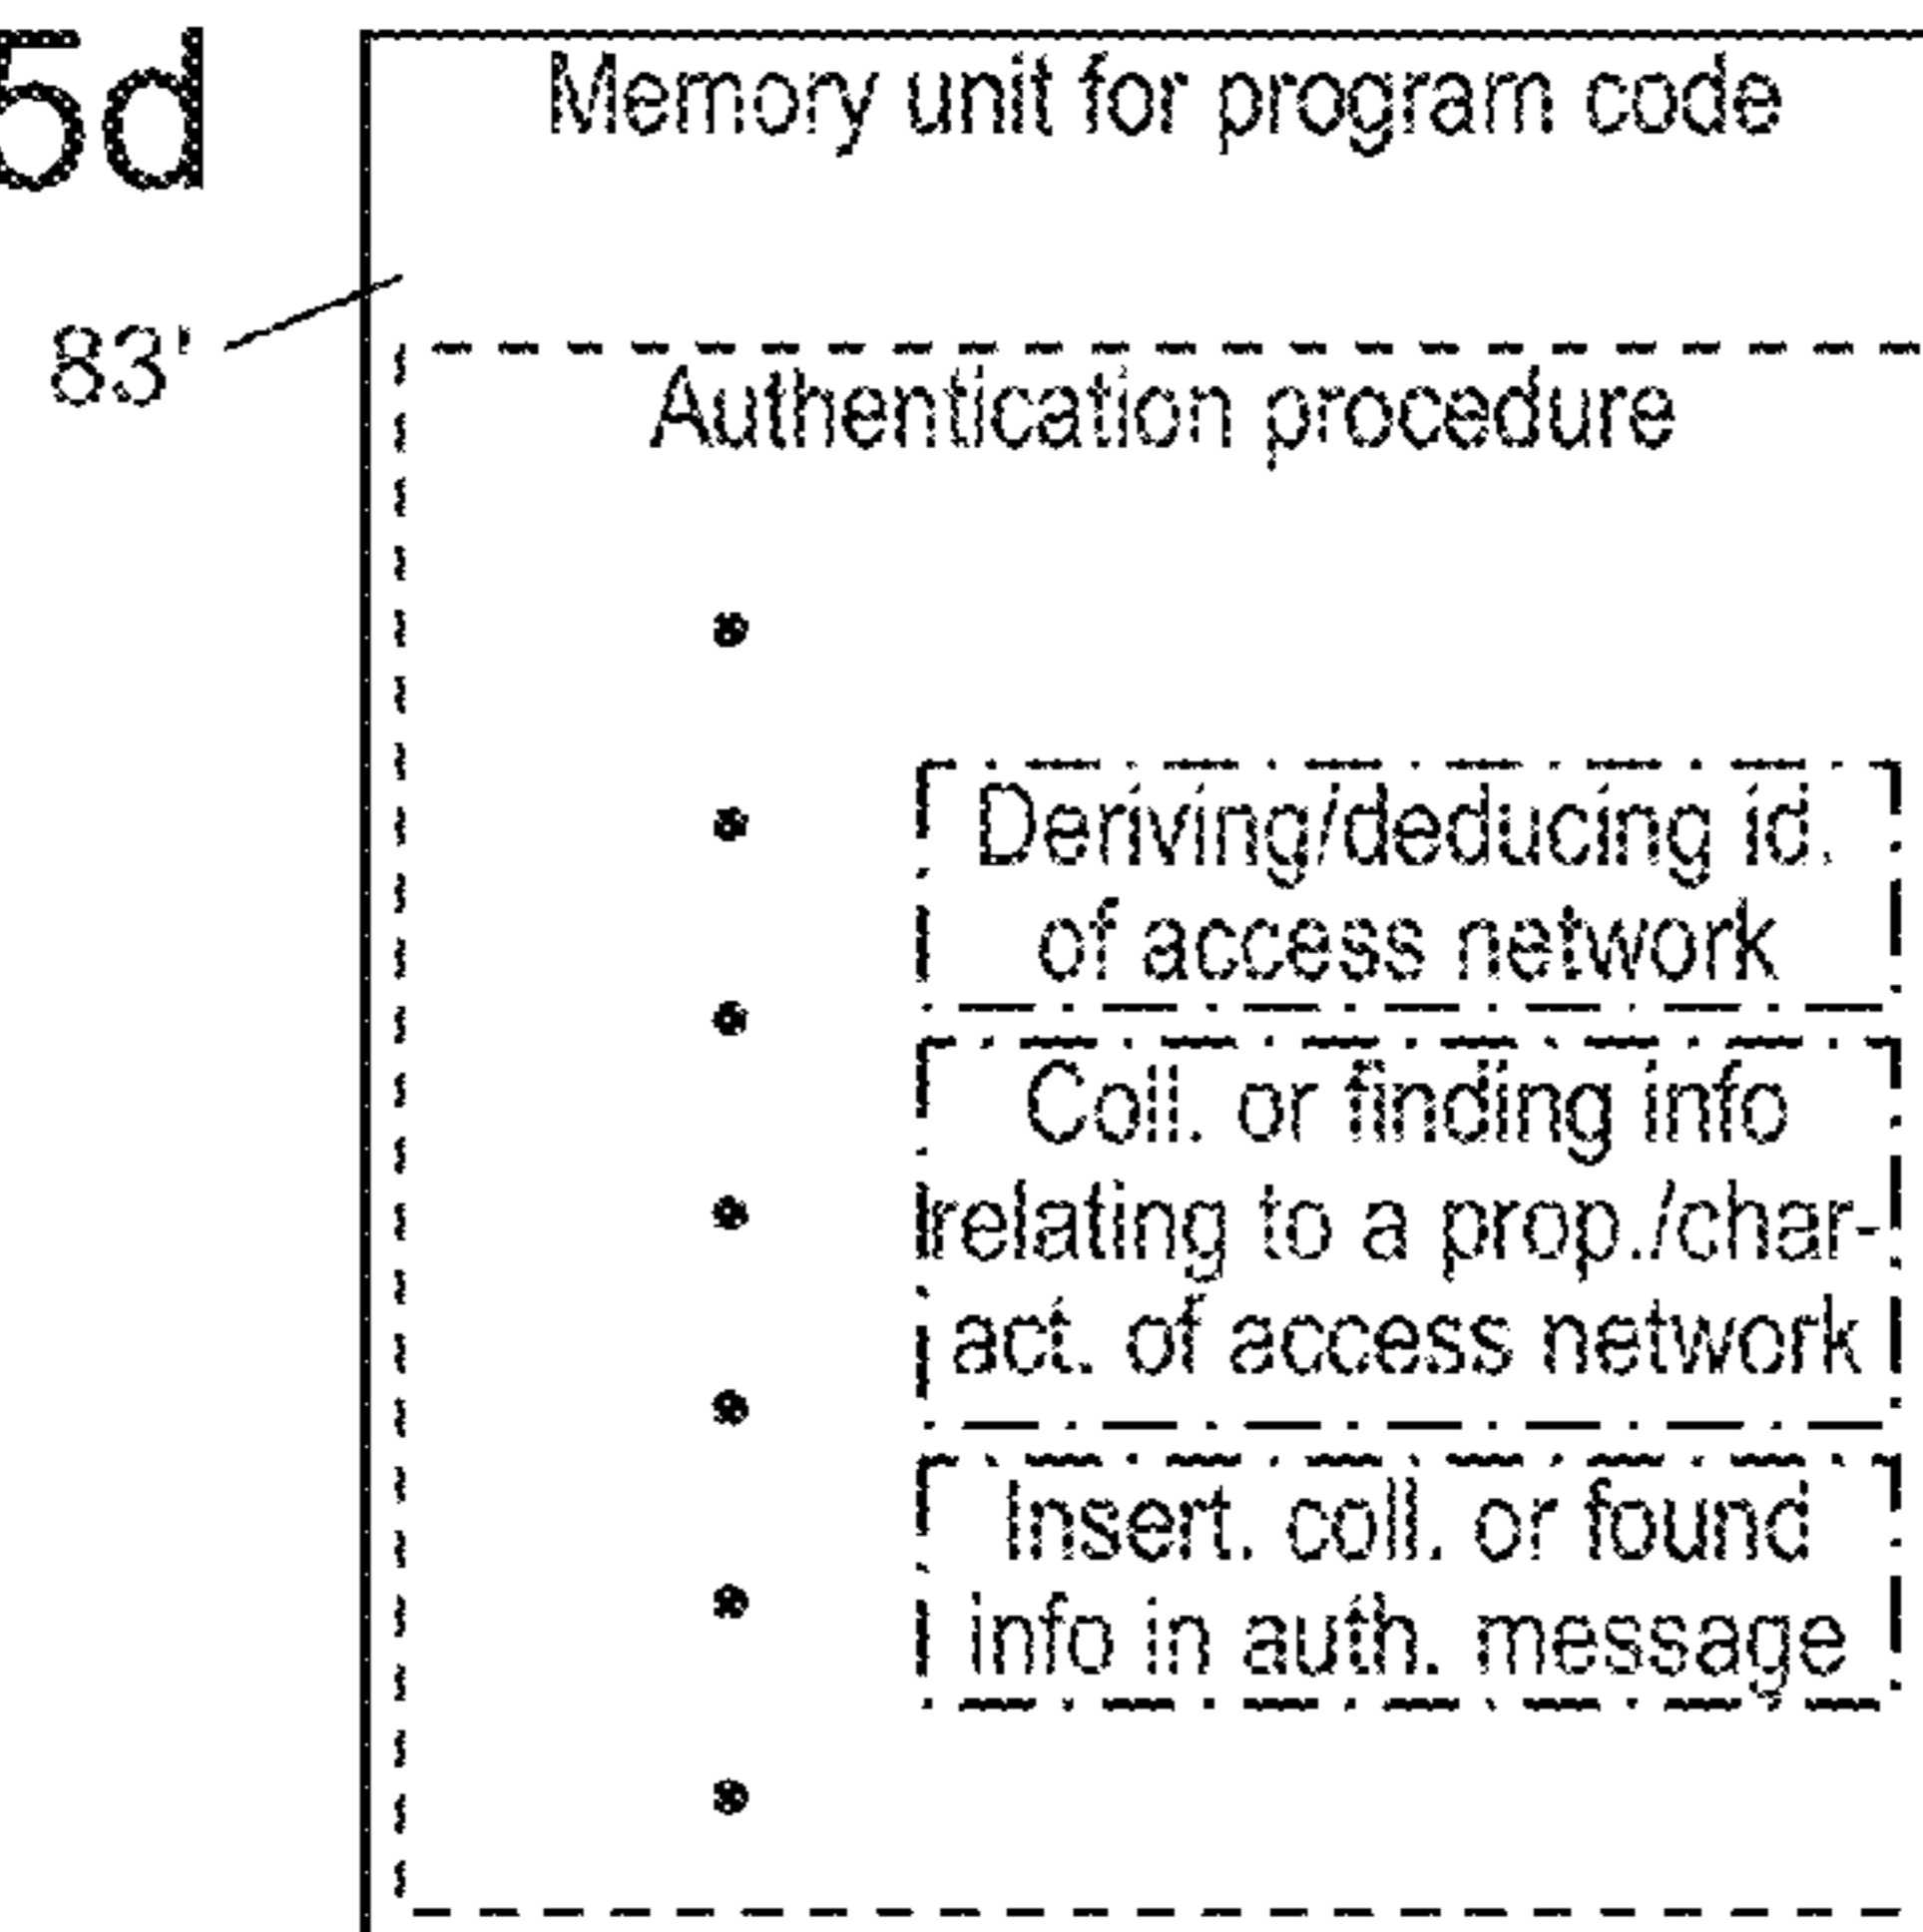 5d
Memory unit for program code
83'
Authentication procedure
Deriving/deducing id.
of access network
Coll. or finding info
relating to a prop./char-
act. of access network
Insert. coll. or found
info in auth. message